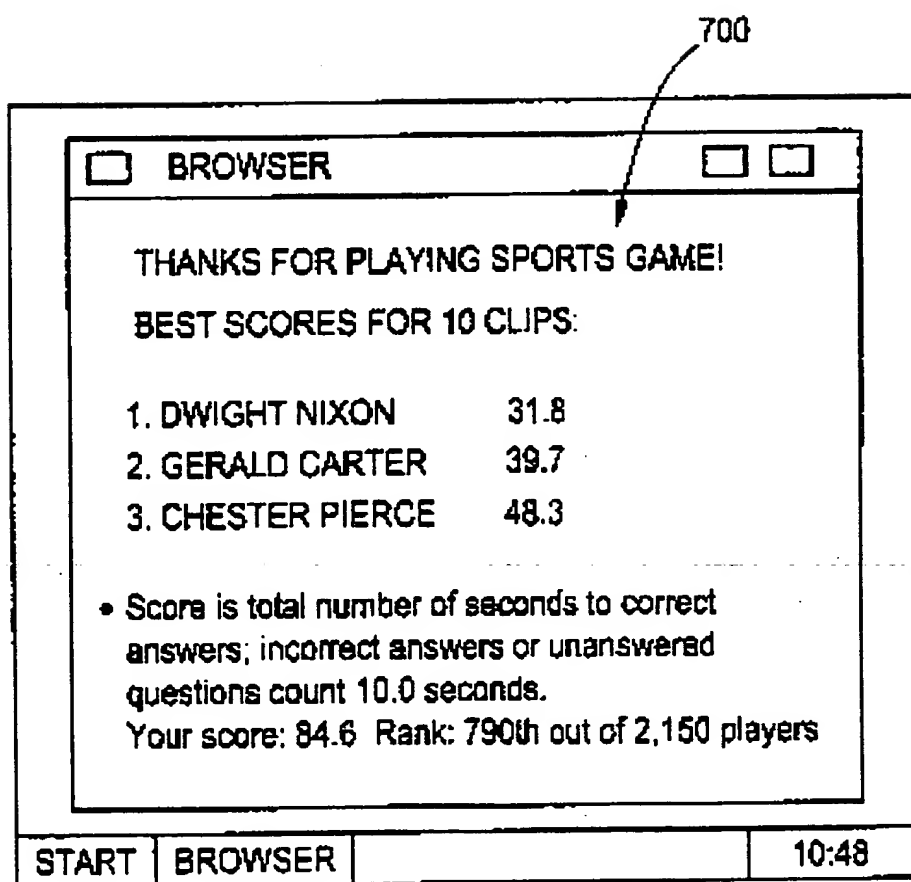 700
BROWSER
THANKS FOR PLAYING SPORTS GAME!
BEST SCORES FOR 10 CLIPS:
1. DWIGHT NIXON 31.8
2. GERALD CARTER 39.7
3. CHESTER PIERCE 48.3
• Score is total number of seconds to correct
answers; incorrect answers or unanswered
questions count 10.0 seconds.
Your score: 84.6 Rank: 790th out of 2,150 players
START BROWSER 10:48